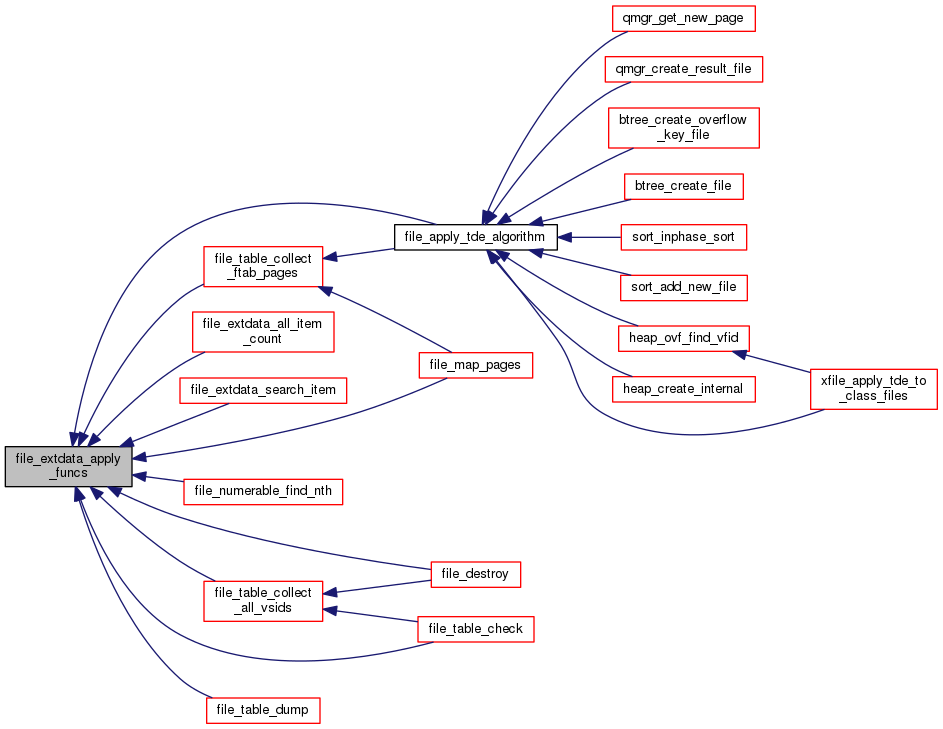 qmgr_get_new_page
qmgr_create_result_file
btree_create_overflow
_key_file
btree_create_file
file_apply_tde_algorithm
sort_inphase_sort
file_table_collect
_ftab_pages
sort_add_new_file
file_extdata_all_item
_count
heap_ovf_find_vfid
file_map_pages
xfile_apply_tde_to
_class_files
file_extdata_search_item
heap_create_internal
file_extdata_apply
_funcs
file_numerable_find_nth
file_destroy
file_table_collect
_all_vsids
file_table_check
file_table_dump